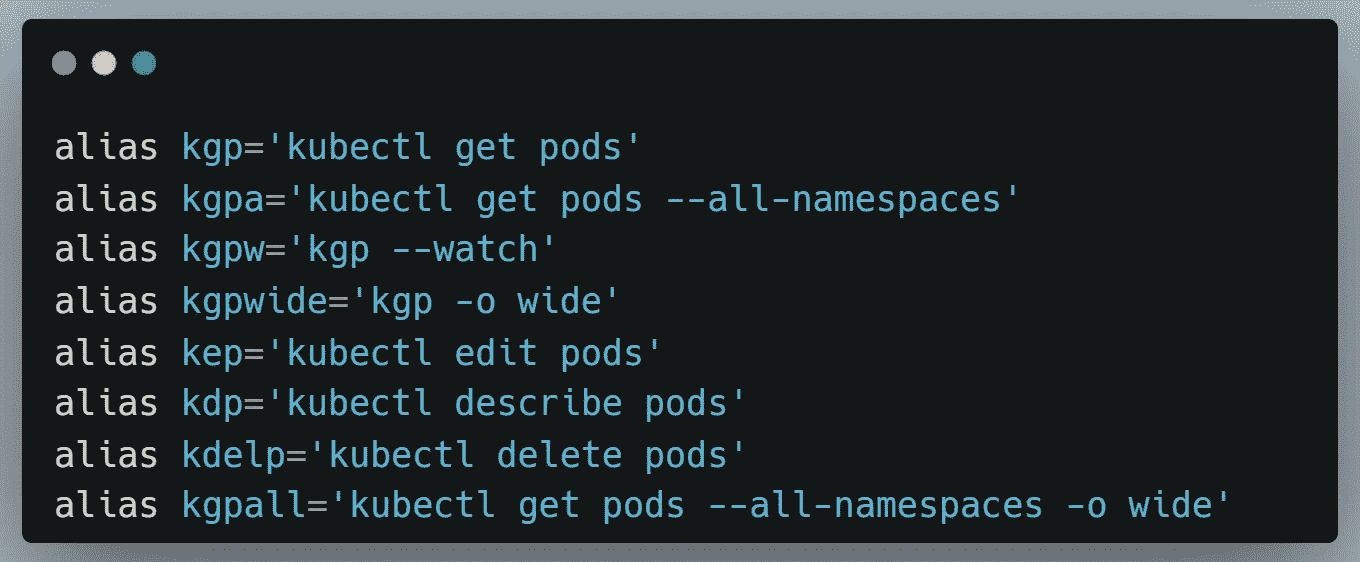 alias kgp='kubectl get pods'
alias kgpa='kubectl get pods --all-namespaces'
alias kgpw='kgp --watch'
alias kgpwide='kgp -o wide'
alias kep='kubectl edit pods'
alias kdp='kubectl describe pods'
alias kdelp='kubectl delete pods'
alias kgpall='kubectl get pods --all-namespaces -o wide'